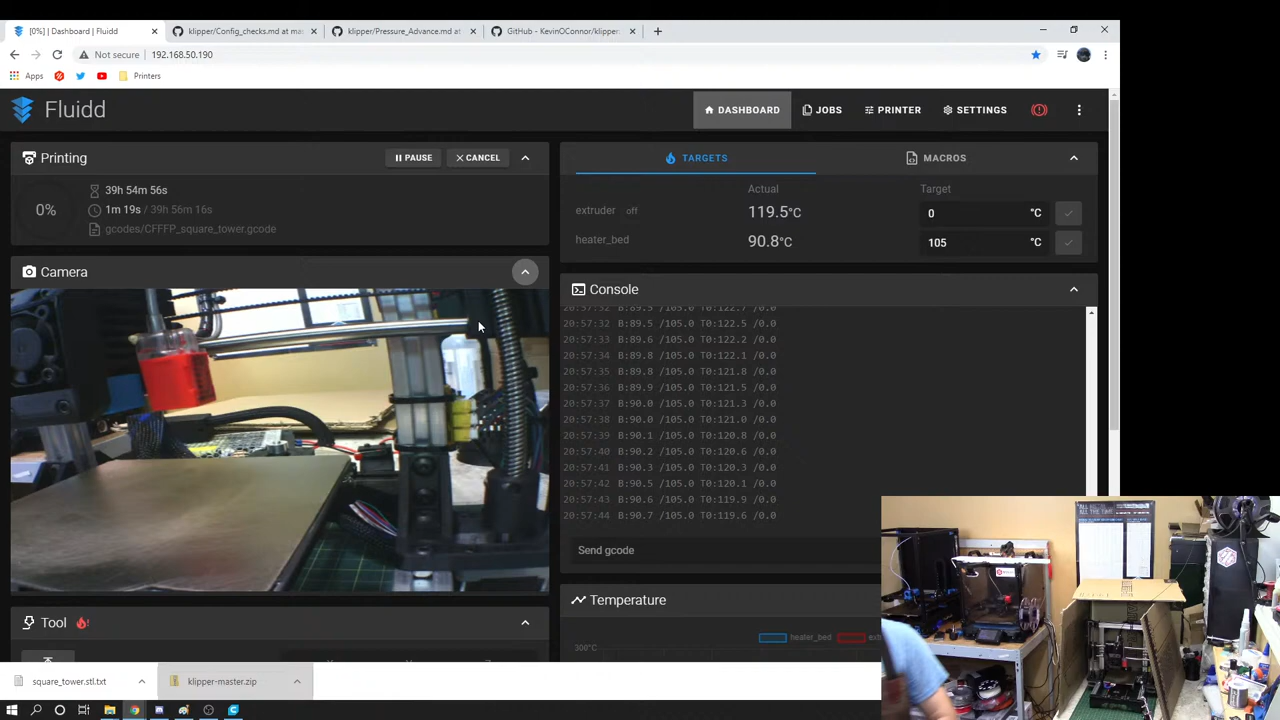 [0%] | Dashboard | Fluidd
klipper/Config_checks.md at mas
klipper/Pressure_Advance.md at
GitHub - KevinOConnor/klipper:
Not secure 192.168.50.190
Apps
Printers
Fluidd
DASHBOARD
JOBS
PRINTER
SETTINGS
Printing
PAUSE
CANCEL
0%
39h 54m 56s
1m 19s / 39h 56m 16s
gcodes/CFFFP_square_tower.gcode
TARGETS
MACROS
Actual
Target
extruder off 119.5°C 0 °C
heater_bed 90.8°C 105 °C
Camera
Console
20:57:32 B:89.5 /105.0 T0:122.5 /0.0
20:57:33 B:89.6 /105.0 T0:122.2 /0.0
20:57:34 B:89.8 /105.0 T0:122.1 /0.0
20:57:35 B:89.8 /105.0 T0:121.8 /0.0
20:57:36 B:89.9 /105.0 T0:121.5 /0.0
20:57:37 B:90.0 /105.0 T0:121.3 /0.0
20:57:38 B:90.0 /105.0 T0:121.0 /0.0
20:57:39 B:90.1 /105.0 T0:120.8 /0.0
20:57:40 B:90.2 /105.0 T0:120.6 /0.0
20:57:41 B:90.3 /105.0 T0:120.3 /0.0
20:57:42 B:90.5 /105.0 T0:120.1 /0.0
20:57:43 B:90.6 /105.0 T0:119.9 /0.0
20:57:44 B:90.7 /105.0 T0:119.6 /0.0
Send gcode
Temperature
heater_bed
300°C
Tool
square_tower.stl.txt
klipper-master.zip